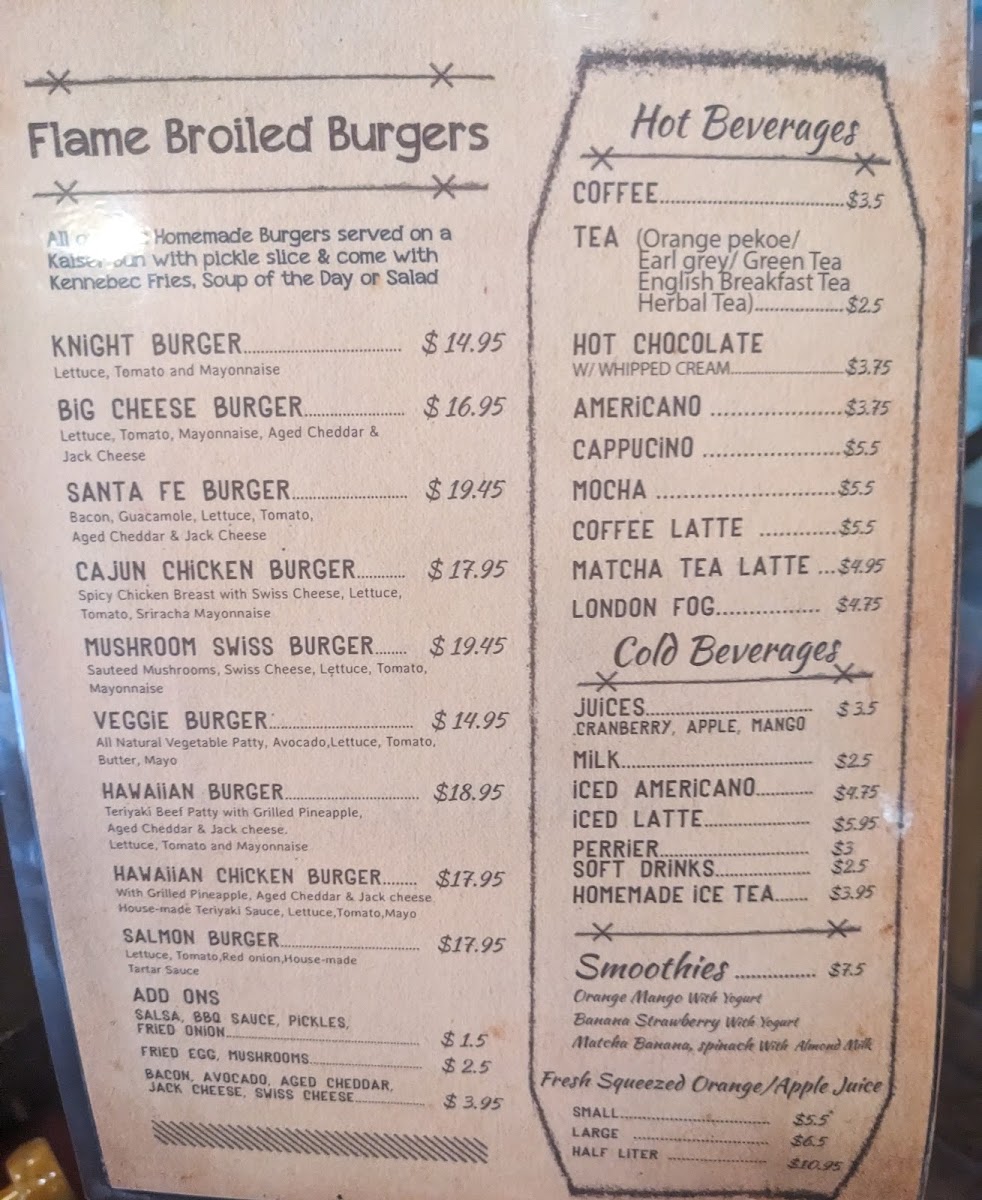 Flame Broiled Burgers
All Homemade Burgers served on a
Kaiser bun with pickle slice & come with
Kennebec Fries, Soup of the Day or Salad
KNiGHT BURGER $14.95
Lettuce, Tomato and Mayonnaise
BiG CHEESE BURGER $16.95
Lettuce, Tomato, Mayonnaise, Aged Cheddar &
Jack Cheese
SANTA FE BURGER $19.45
Bacon, Guacamole, Lettuce, Tomato,
Aged Cheddar & Jack Cheese
CAJUN CHiCKEN BURGER $17.95
Spicy Chicken Breast with Swiss Cheese, Lettuce,
Tomato, Sriracha Mayonnaise
MUSHROOM SWiSS BURGER $19.45
Sauteed Mushrooms, Swiss Cheese, Lettuce, Tomato,
Mayonnaise
VEGGiE BURGER $14.95
All Natural Vegetable Patty, Avocado,Lettuce, Tomato,
Butter, Mayo
HAWAiiAN BURGER $18.95
Teriyaki Beef Patty with Grilled Pineapple,
Aged Cheddar & Jack cheese.
Lettuce, Tomato and Mayonnaise
HAWAiiAN CHiCKEN BURGER $17.95
With Grilled Pineapple, Aged Cheddar & Jack cheese
House-made Teriyaki Sauce, Lettuce,Tomato,Mayo
SALMON BURGER $17.95
Lettuce, Tomato,Red onion,House-made
Tartar Sauce
ADD ONS
SALSA, BBQ SAUCE, PiCKLES,
FRiED ONiON $1.5
FRiED EGG, MUSHROOMS $2.5
BACON, AVOCADO, AGED CHEDDAR,
JACK CHEESE, SWiSS CHEESE $3.95
Hot Beverages
COFFEE $3.5
TEA (Orange pekoe/
Earl grey/ Green Tea
English Breakfast Tea
Herbal Tea) $2.5
HOT CHOCOLATE
W/ WHIPPED CREAM $3.75
AMERiCANO $3.75
CAPPUCiNO $5.5
MOCHA $5.5
COFFEE LATTE $5.5
MATCHA TEA LATTE $4.95
LONDON FOG $4.75
Cold Beverages
JUiCES $3.5
CRANBERRY, APPLE, MANGO
MiLK $2.5
iCED AMERiCANO $4.75
iCED LATTE $5.95
PERRiER $3
SOFT DRiNKS $2.5
HOMEMADE iCE TEA $3.95
Smoothies $7.5
Orange Mango With Yogurt
Banana Strawberry With Yogurt
Matcha Banana, spinach With Almond Milk
Fresh Squeezed Orange/Apple Juice
SMALL $5.5
LARGE $6.5
HALF LiTER $10.95